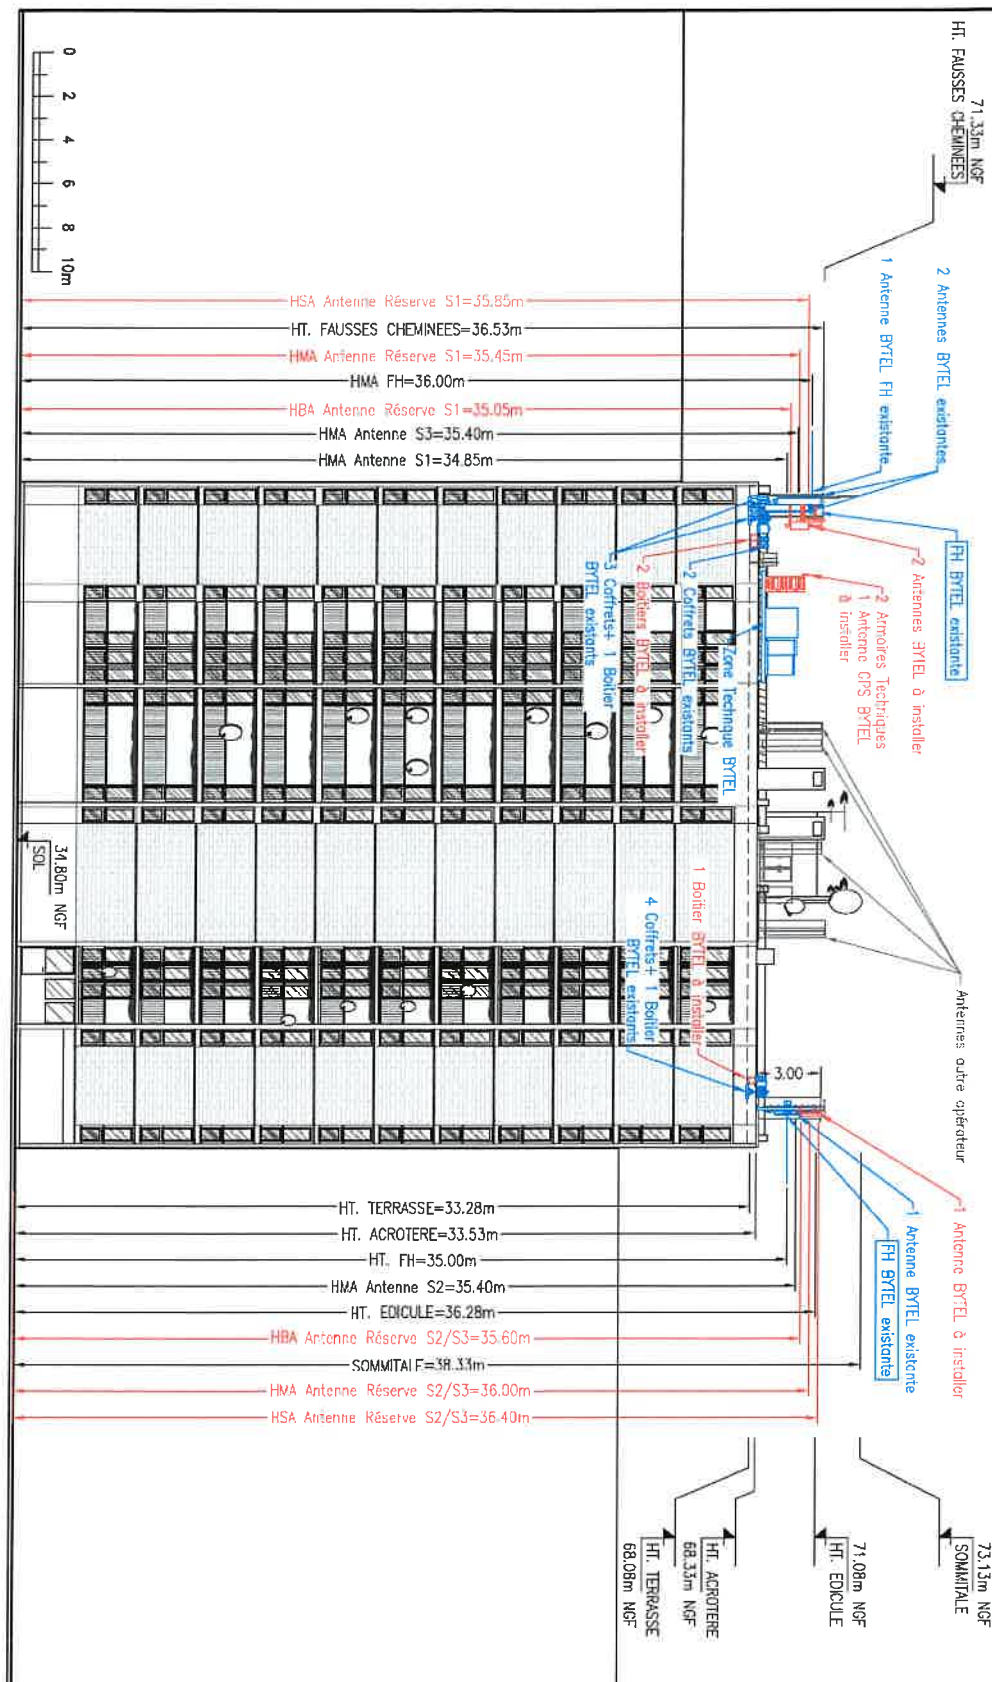 71.33m NGF
HT. FAUSSES CHEMINEES
2 Antennes BYTEL existantes
1 Antenne BYTEL FH existante
FH BYTEL existante
2 Antennes BYTEL à installer
2 Armoires Techniques
1 Antenne GPS BYTEL
à installer
Antennes autre opérateur
1 Antenne BYTEL à installer
1 Antenne BYTEL existante
FH BYTEL existante
73.13m NGF
SOMMITALE
71.08m NGF
HT. EDICULE
HT. ACROTERE
68.33m NGF
HT. TERRASSE
68.08m NGF
HSA Antenne Réserve S1=35.85m
HT. FAUSSES CHEMINEES=36.53m
HMA Antenne Réserve S1=35.45m
HMA FH=36.00m
HBA Antenne Réserve S1=35.05m
HMA Antenne S3=35.40m
HMA Antenne S1=34.85m
Zone Technique BYTEL
2 Coffrets BYTEL existants
2 Boitiers BYTEL à installer
3 Coffrets+ 1 Boitier
BYTEL existants
1 Boitier BYTEL à installer
4 Coffrets+ 1 Boitier
BYTEL existants
3.00
HT. TERRASSE=33.28m
HT. ACROTERE=33.53m
HT. FH=35.00m
HMA Antenne S2=35.40m
HT. EDICULE=36.28m
HBA Antenne Réserve S2/S3=35.60m
SOMMITALE=38.33m
HMA Antenne Réserve S2/S3=36.00m
HSA Antenne Réserve S2/S3=36.40m
34.80m NGF
SOL
0 2 4 6 8 10m